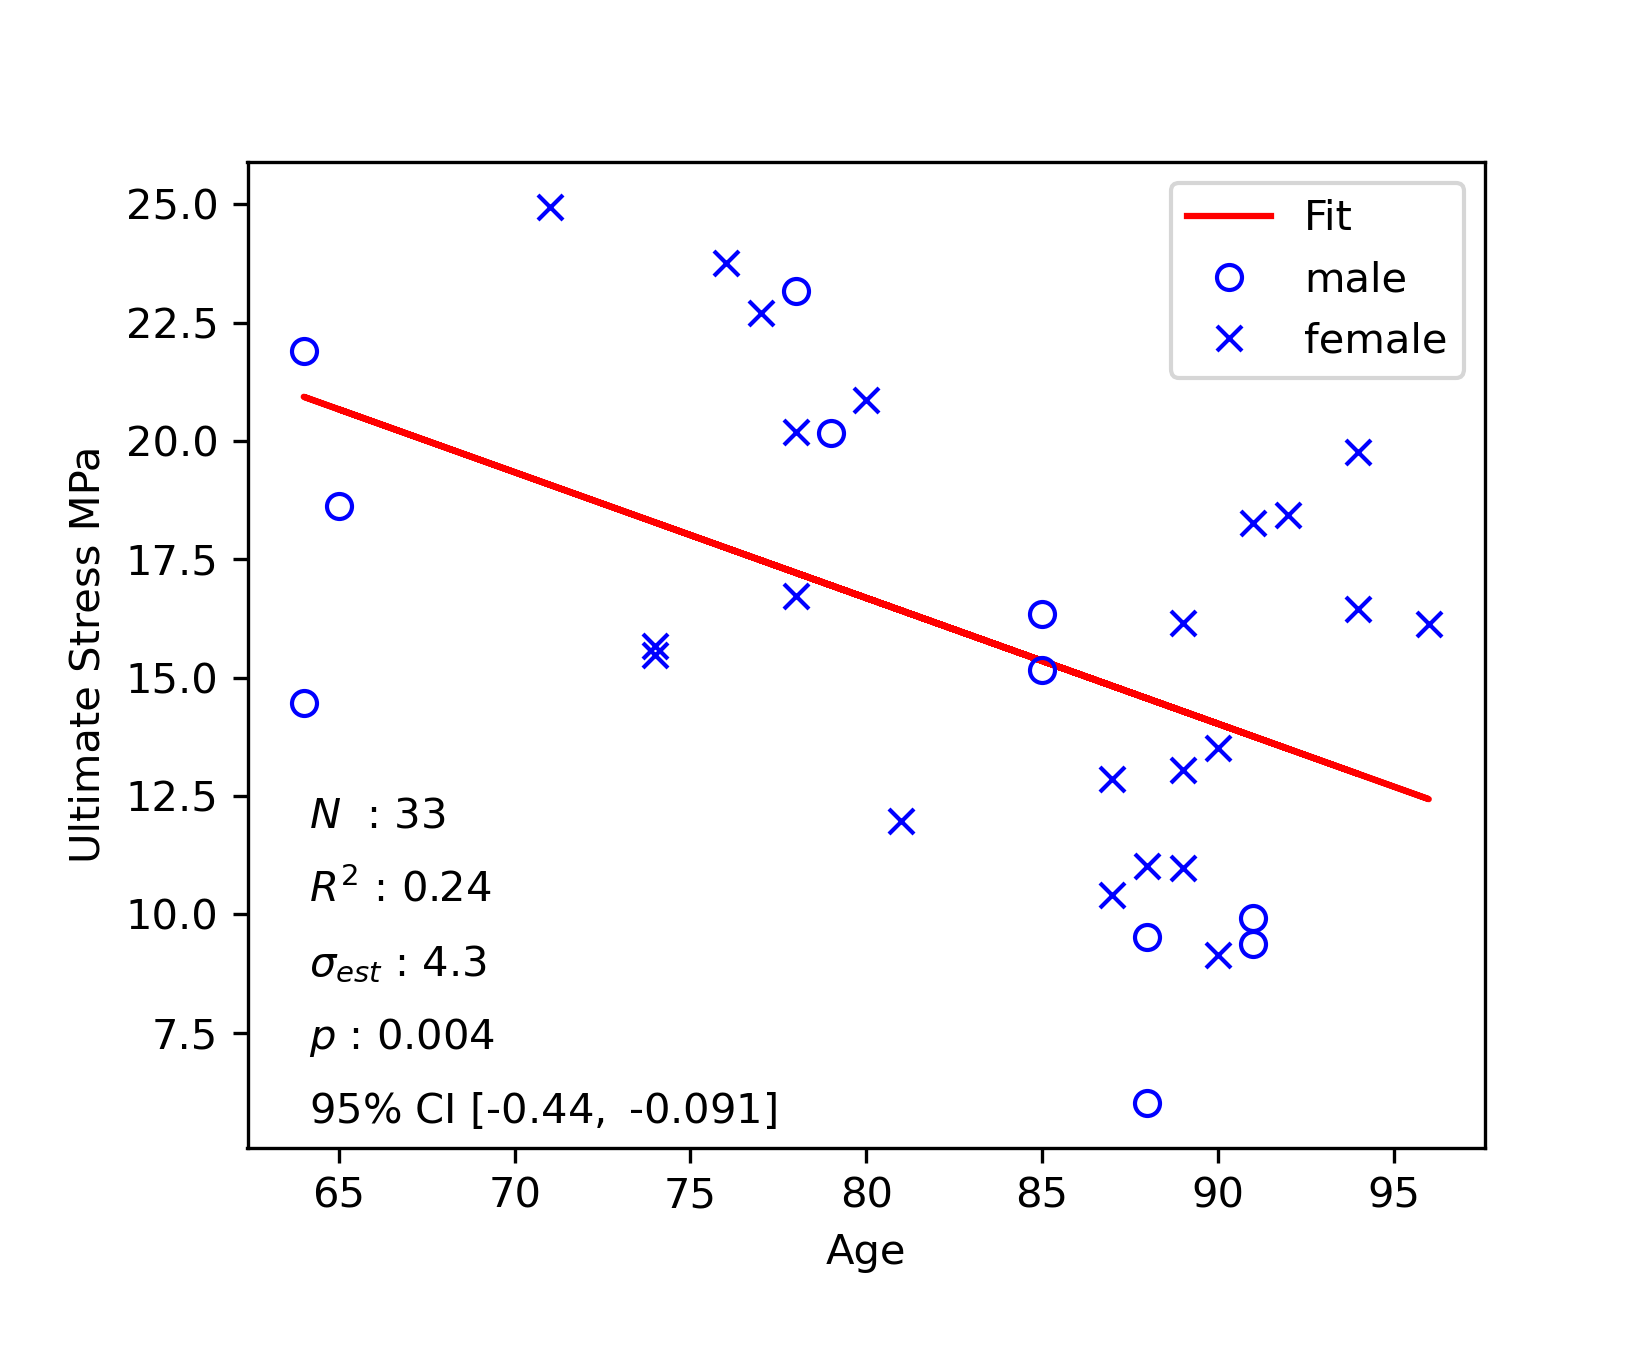 25.0
22.5
20.0
17.5
15.0
12.5
10.0
7.5
Ultimate Stress MPa
Fit
male
female
N : 33
R² : 0.24
σest : 4.3
p : 0.004
95% CI [-0.44, -0.091]
65 70 75 80 85 90 95
Age